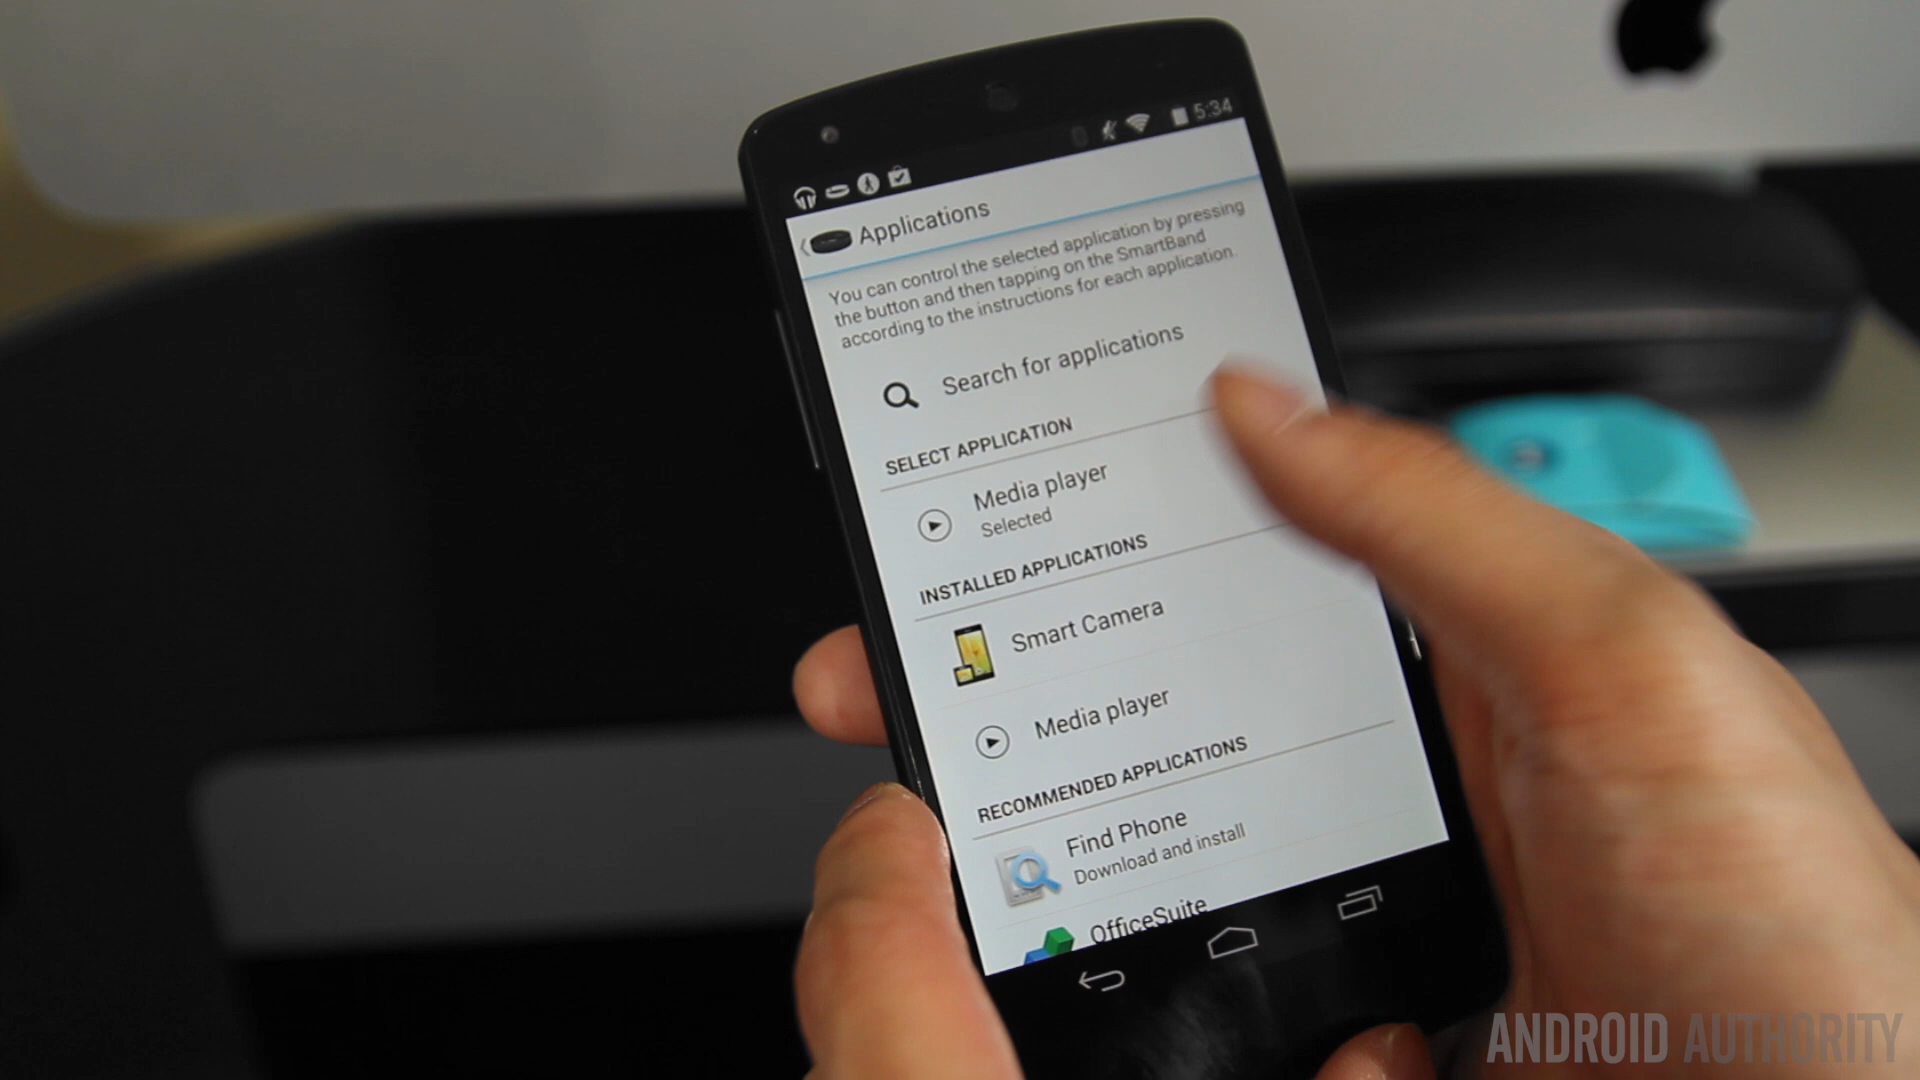 5:34
Applications
You can control the selected application by pressing
the button and then tapping on the SmartBand
according to the instructions for each application.
Search for applications
SELECT APPLICATION
Media player
Selected
INSTALLED APPLICATIONS
Smart Camera
Media player
RECOMMENDED APPLICATIONS
Find Phone
Download and install
OfficeSuite
ANDROID AUTHORITY